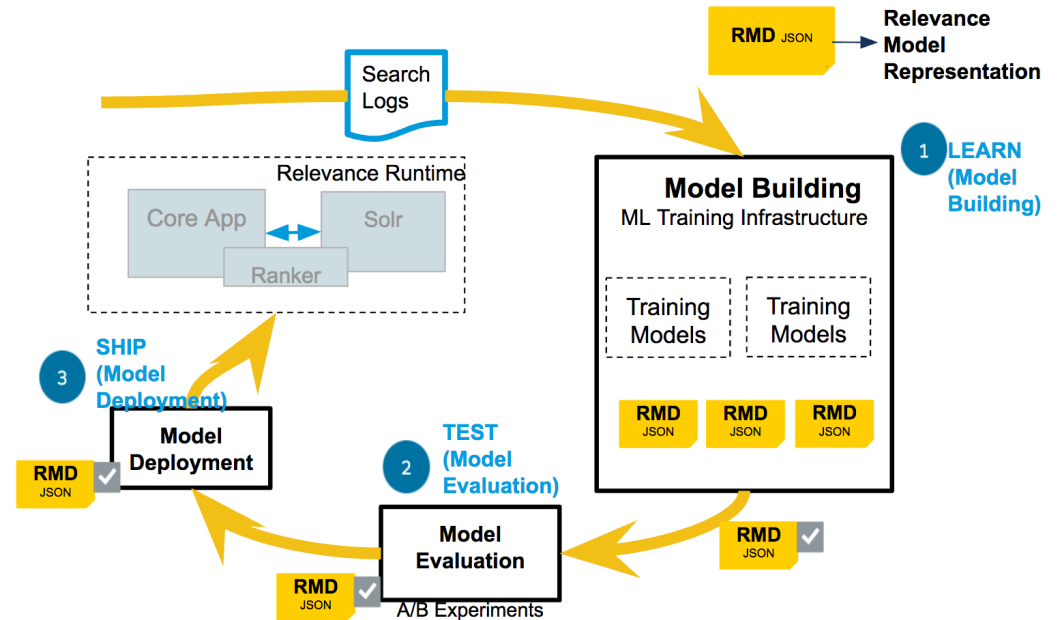 RMD JSON
Relevance
Model
Representation
Search
Logs
1
LEARN
(Model
Building)
Relevance Runtime
Core App
Solr
Ranker
Model Building
ML Training Infrastructure
Training
Models
Training
Models
RMD
JSON
RMD
JSON
RMD
JSON
3
SHIP
(Model
Deployment)
Model
Deployment
RMD
JSON
2
TEST
(Model
Evaluation)
Model
Evaluation
RMD
JSON
A/B Experiments
RMD
JSON